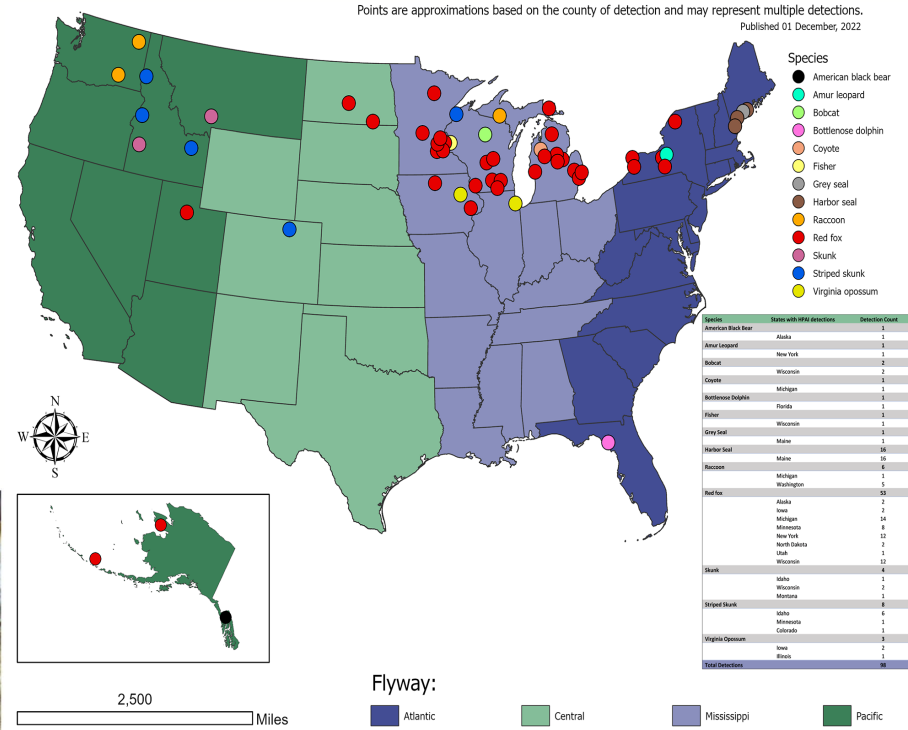 Points are approximations based on the county of detection and may represent multiple detections.
Published 01 December, 2022
Species
American black bear
Amur leopard
Bobcat
Bottlenose dolphin
Coyote
Fisher
Grey seal
Harbor seal
Raccoon
Red fox
Skunk
Striped skunk
Virginia opossum
Species States with HPAI detections Detection Count
American Black Bear 1
Alaska 1
Amur Leopard 1
New York 1
Bobcat 2
Wisconsin 2
Coyote 1
Michigan 1
Bottlenose Dolphin 1
Florida 1
Fisher 1
Wisconsin 1
Grey Seal 1
Maine 1
Harbor Seal 16
Maine 16
Raccoon 6
Michigan 1
Washington 5
Red fox 53
Alaska 2
Iowa 2
Michigan 14
Minnesota 8
New York 12
North Dakota 2
Utah 1
Wisconsin 12
Skunk 4
Idaho 1
Wisconsin 2
Montana 1
Striped Skunk 8
Idaho 6
Minnesota 1
Colorado 1
Virginia Opossum 3
Iowa 2
Illinois 1
Total Detections 98
N
W E
S
2,500
Miles
Flyway:
Atlantic
Central
Mississippi
Pacific